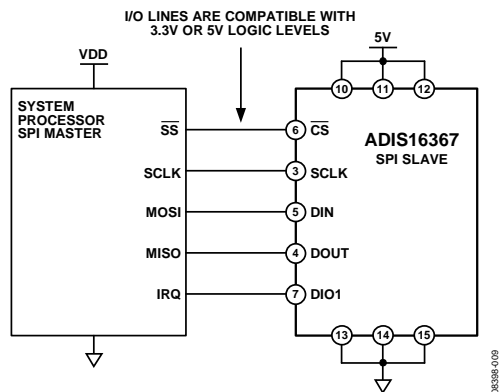 I/O LINES ARE COMPATIBLE WITH
3.3V OR 5V LOGIC LEVELS
VDD
5V
SYSTEM
PROCESSOR
SPI MASTER
10 11 12
ADIS16367
SPI SLAVE
SS 6 CS
SCLK 3 SCLK
MOSI 5 DIN
MISO 4 DOUT
IRQ 7 DIO1
13 14 15
08398-009